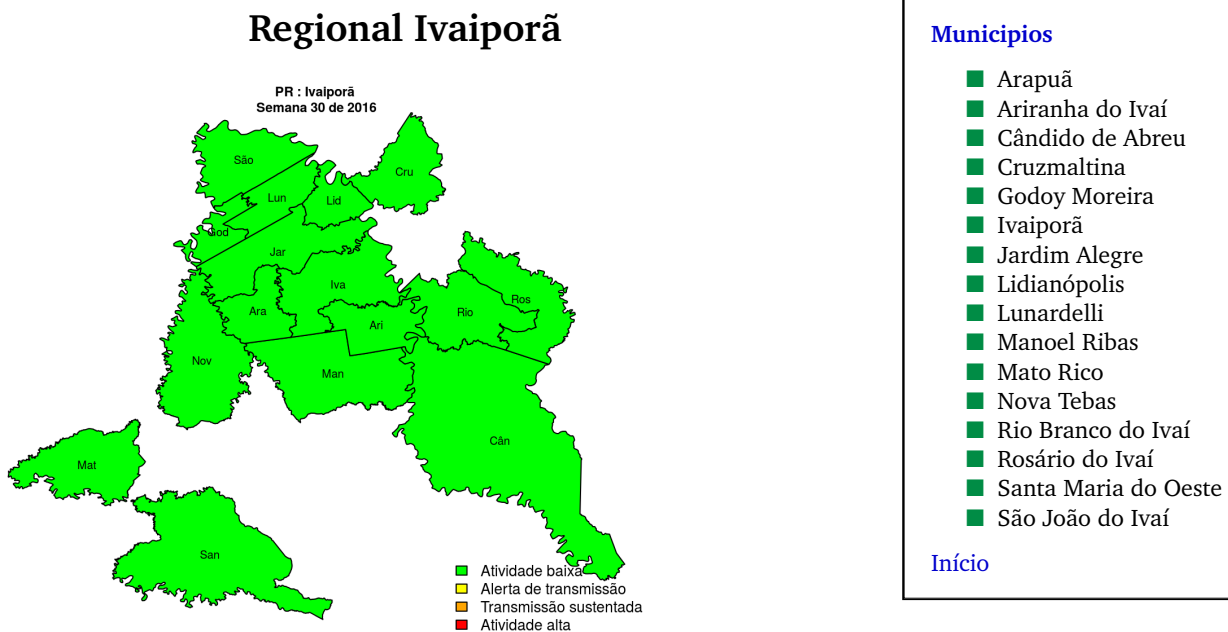 Regional Ivaiporã
PR : Ivaiporã
Semana 30 de 2016
São
Cru
Lun
Lid
God
Jar
Iva
Ros
Ara
Rio
Ari
Nov
Man
Cân
Mat
San
Atividade baixa
Alerta de transmissão
Transmissão sustentada
Atividade alta
Municipios
Arapuã
Ariranha do Ivaí
Cândido de Abreu
Cruzmaltina
Godoy Moreira
Ivaiporã
Jardim Alegre
Lidianópolis
Lunardelli
Manoel Ribas
Mato Rico
Nova Tebas
Rio Branco do Ivaí
Rosário do Ivaí
Santa Maria do Oeste
São João do Ivaí
Início